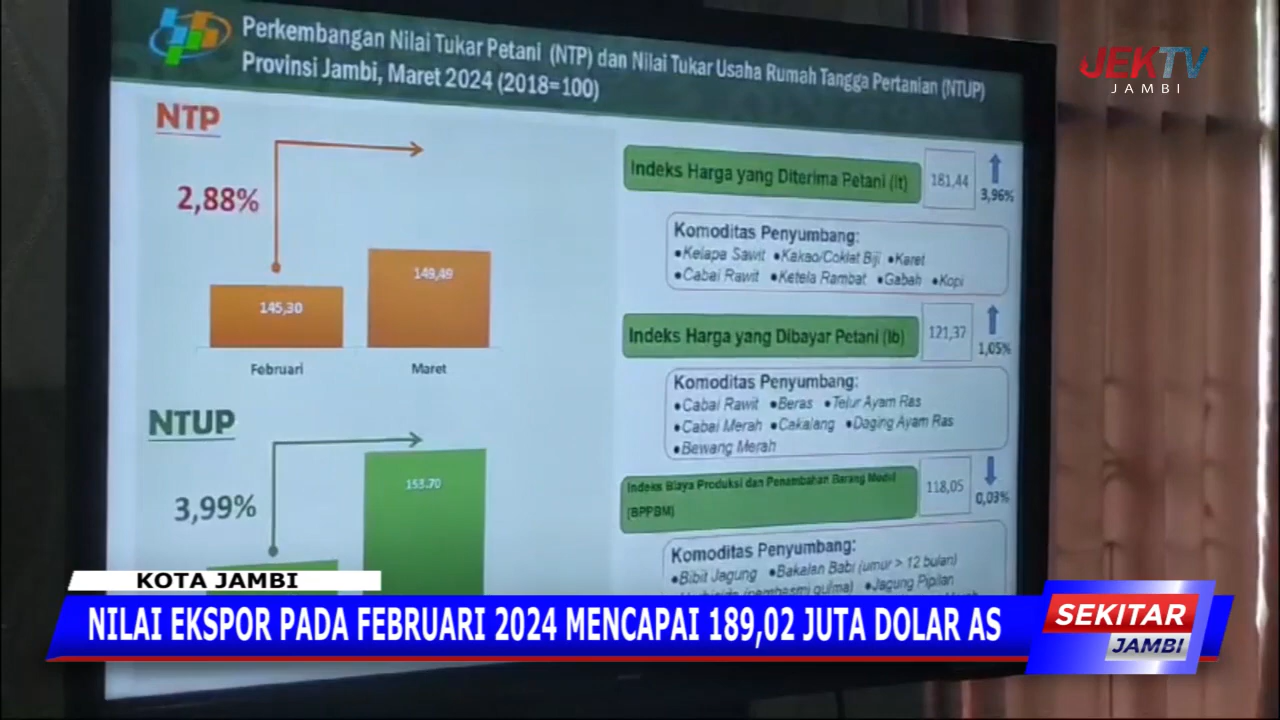 Perkembangan Nilai Tukar Petani (NTP) dan Nilai Tukar Usaha Rumah Tangga Pertanian (NTUP)
Provinsi Jambi, Maret 2024 (2018=100)
JEKTV
JAMBI
NTP
2,88%
145,30
149,49
Februari
Maret
NTUP
3,99%
153.70
Indeks Harga yang Diterima Petani (It)
181,44
3,96%
Komoditas Penyumbang:
•Kelapa Sawit •Kakao/Coklat Biji •Karet
•Cabai Rawit •Ketela Rambat •Gabah •Kopi
Indeks Harga yang Dibayar Petani (Ib)
121,37
1,05%
Komoditas Penyumbang:
•Cabai Rawit •Beras •Telur Ayam Ras
•Cabai Merah •Cakalang •Daging Ayam Ras
•Bawang Merah
Indeks Biaya Produksi dan Penambahan Barang Modal
(BPPBM)
118,05
0,03%
Komoditas Penyumbang:
•Bibit Jagung •Bakalan Babi (umur > 12 bulan)
(pembasmi gulma) •Jagung Pipilan
KOTA JAMBI
NILAI EKSPOR PADA FEBRUARI 2024 MENCAPAI 189,02 JUTA DOLAR AS
SEKITAR
JAMBI